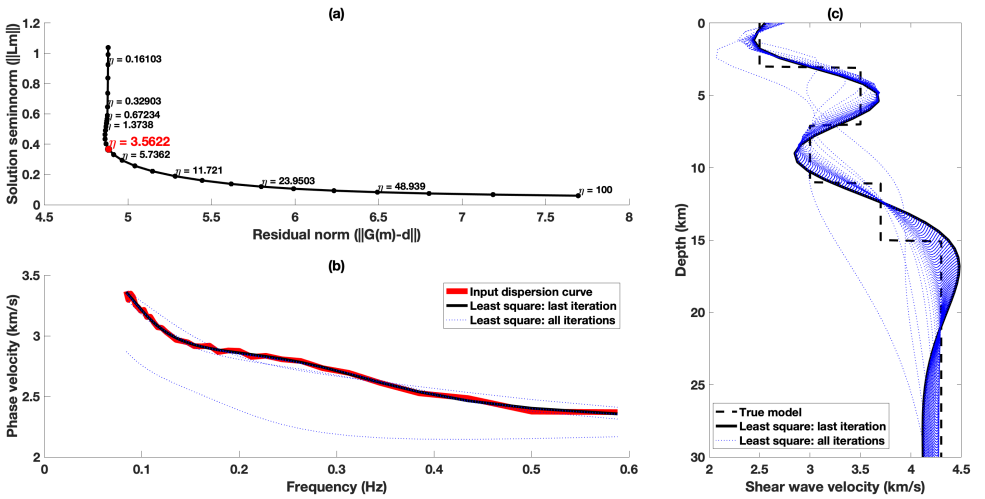 (a)
Solution seminnorm (||Lm||)
1.2
1
0.8
0.6
0.4
0.2
0
η = 0.16103
η = 0.32903
η = 0.67234
η = 1.3738
η = 3.5622
η = 5.7362
η = 11.721
η = 23.9503
η = 48.939
η = 100
4.5 5 5.5 6 6.5 7 7.5 8
Residual norm (||G(m)-d||)
(b)
Phase velocity (km/s)
3.5
3
2.5
2
Input dispersion curve
Least square: last iteration
Least square: all iterations
0 0.1 0.2 0.3 0.4 0.5 0.6
Frequency (Hz)
(c)
Depth (km)
0
5
10
15
20
25
30
True model
Least square: last iteration
Least square: all iterations
2 2.5 3 3.5 4 4.5
Shear wave velocity (km/s)